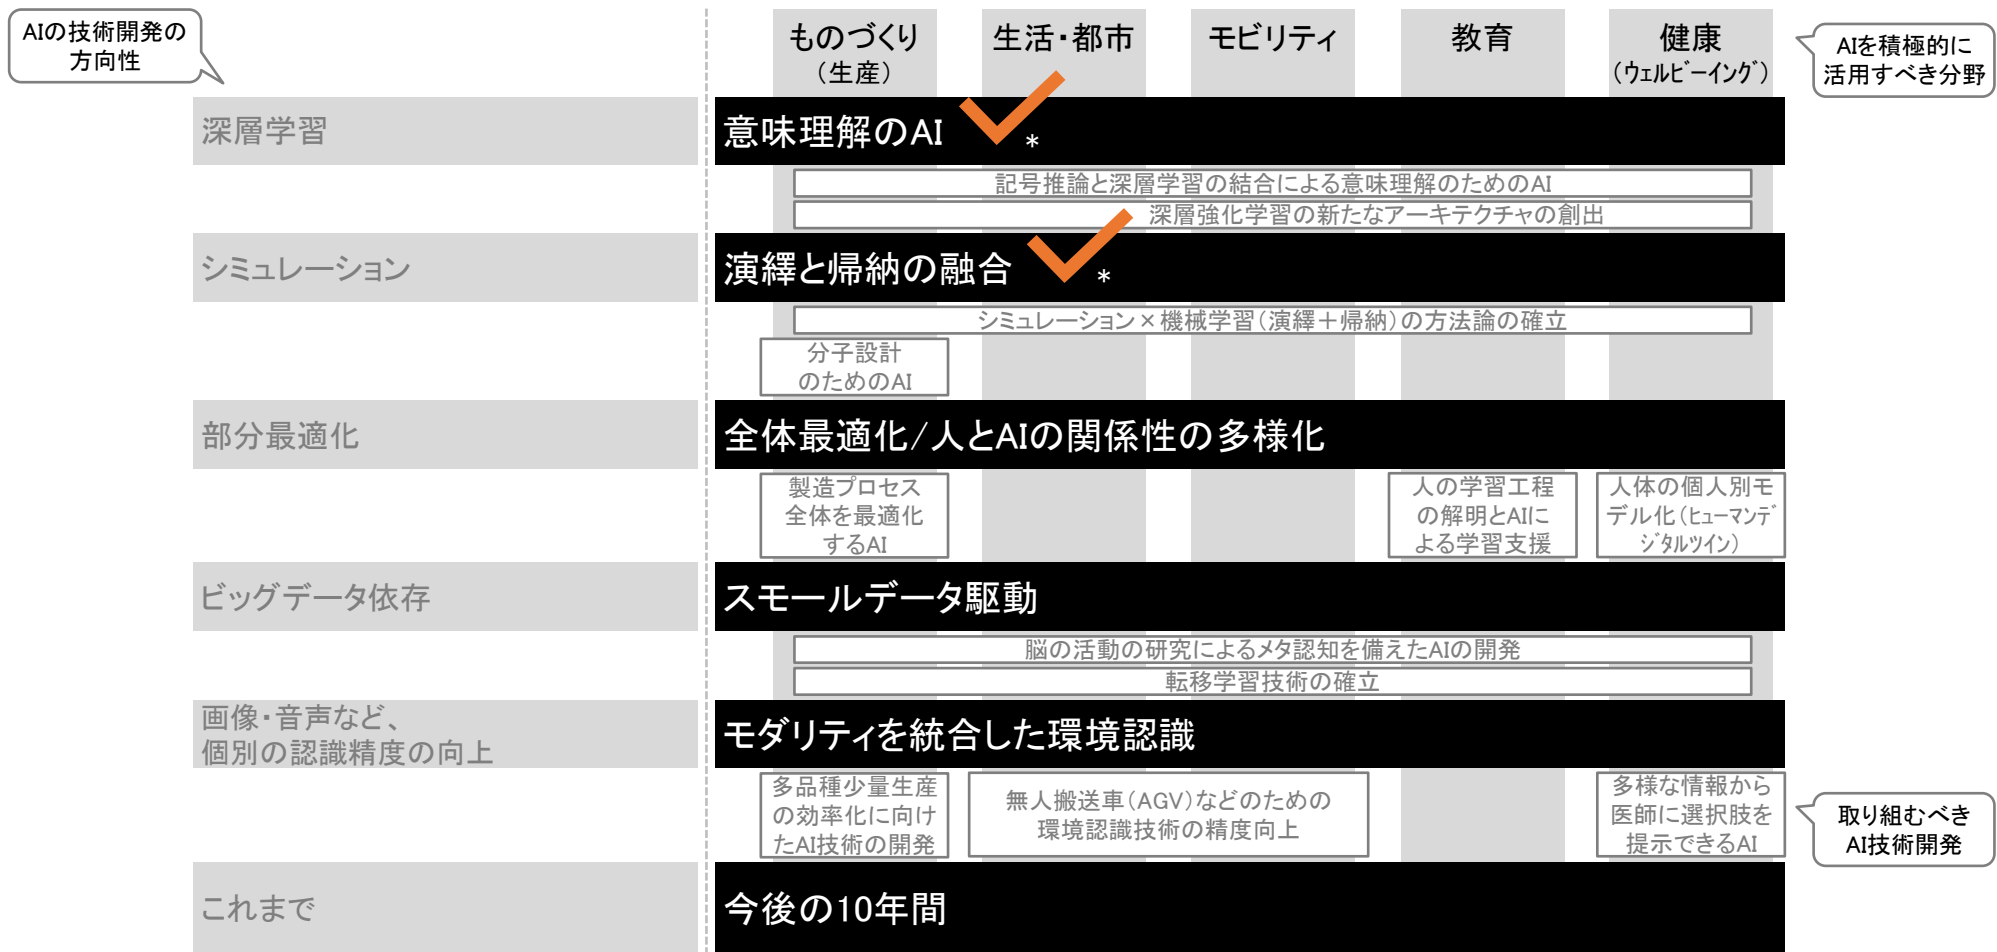 AIの技術開発の
方向性
ものづくり
（生産）
生活・都市
モビリティ
教育
健康
（ウェルビーイング）
AIを積極的に
活用すべき分野
深層学習
意味理解のAI
*
記号推論と深層学習の結合による意味理解のためのAI
深層強化学習の新たなアーキテクチャの創出
シミュレーション
演繹と帰納の融合
*
シミュレーション×機械学習（演繹＋帰納）の方法論の確立
分子設計
のためのAI
部分最適化
全体最適化/人とAIの関係性の多様化
製造プロセス
全体を最適化
するAI
人の学習工程
の解明とAIに
よる学習支援
人体の個人別モ
デル化（ヒューマンデ
ジタルツイン）
ビッグデータ依存
スモールデータ駆動
脳の活動の研究によるメタ認知を備えたAIの開発
転移学習技術の確立
画像・音声など、
個別の認識精度の向上
モダリティを統合した環境認識
多品種少量生産
の効率化に向け
たAI技術の開発
無人搬送車（AGV）などのための
環境認識技術の精度向上
多様な情報から
医師に選択肢を
提示できるAI
取り組むべき
AI技術開発
これまで
今後の10年間